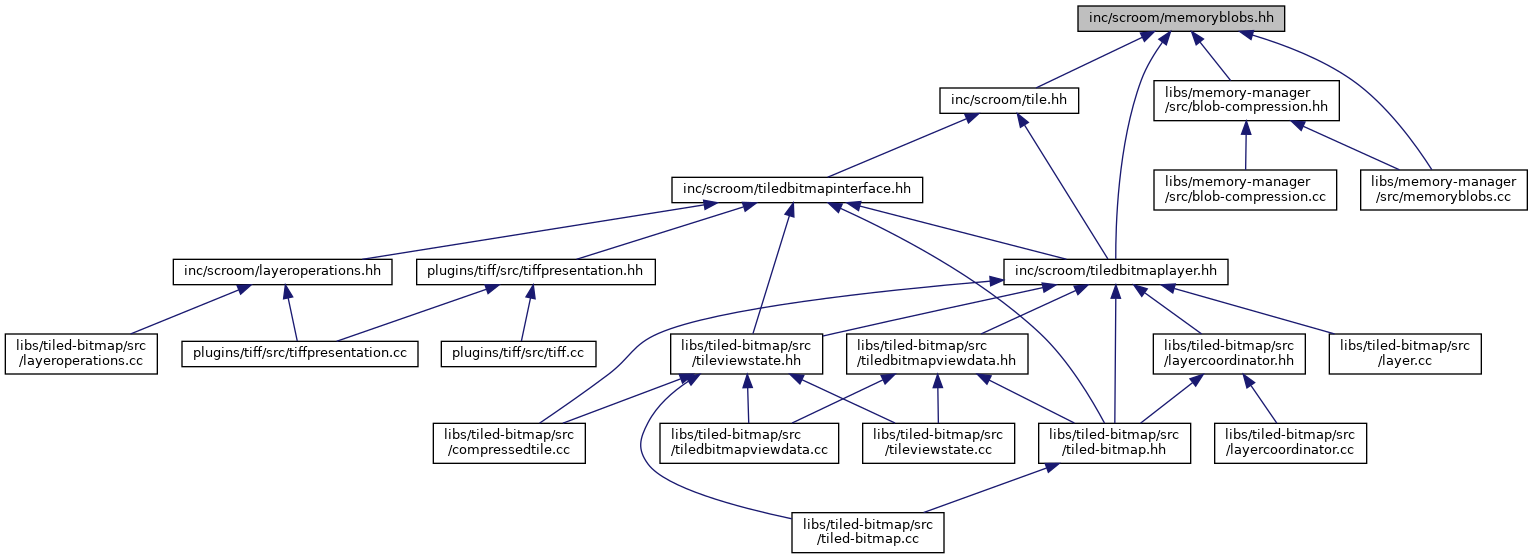 inc/scroom/memoryblobs.hh
inc/scroom/tile.hh
libs/memory-manager
/src/blob-compression.hh
inc/scroom/tiledbitmapinterface.hh
libs/memory-manager
/src/blob-compression.cc
libs/memory-manager
/src/memoryblobs.cc
inc/scroom/layeroperations.hh
plugins/tiff/src/tiffpresentation.hh
inc/scroom/tiledbitmaplayer.hh
libs/tiled-bitmap/src
/layeroperations.cc
plugins/tiff/src/tiffpresentation.cc
plugins/tiff/src/tiff.cc
libs/tiled-bitmap/src
/tileviewstate.hh
libs/tiled-bitmap/src
/tiledbitmapviewdata.hh
libs/tiled-bitmap/src
/layercoordinator.hh
libs/tiled-bitmap/src
/layer.cc
libs/tiled-bitmap/src
/compressedtile.cc
libs/tiled-bitmap/src
/tiledbitmapviewdata.cc
libs/tiled-bitmap/src
/tileviewstate.cc
libs/tiled-bitmap/src
/tiled-bitmap.hh
libs/tiled-bitmap/src
/layercoordinator.cc
libs/tiled-bitmap/src
/tiled-bitmap.cc